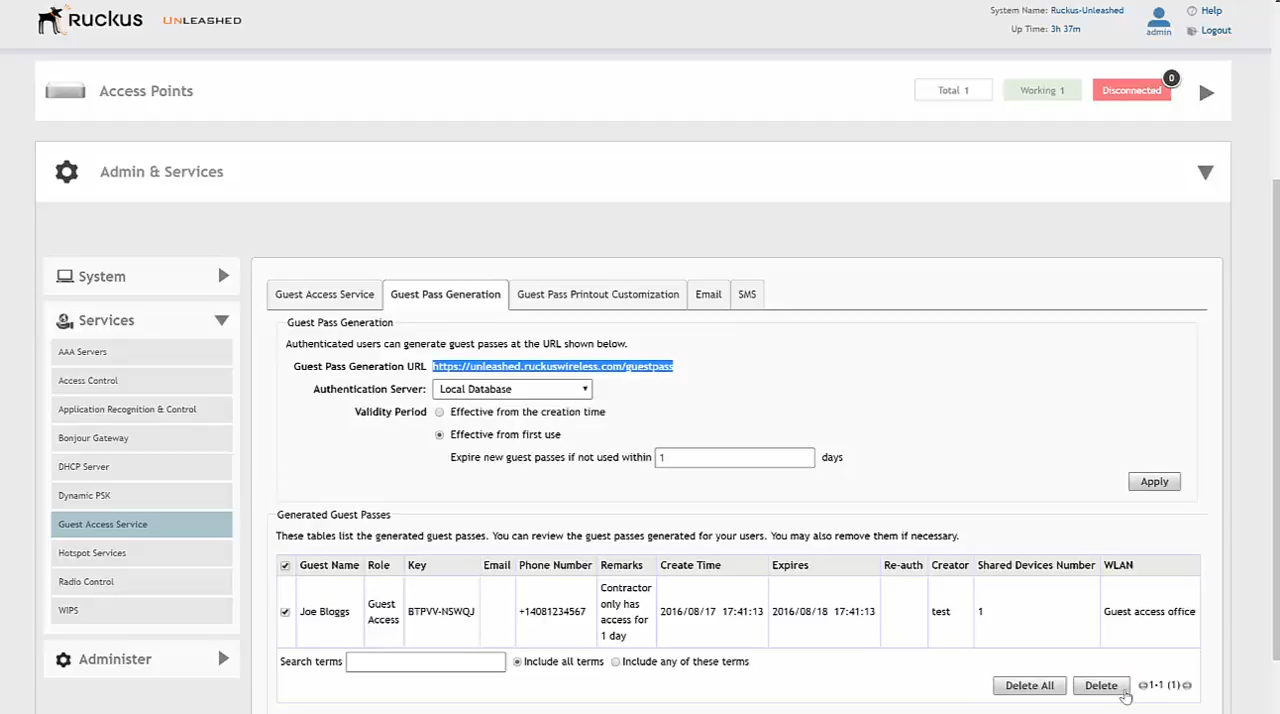 Ruckus UNLEASHED
System Name: Ruckus-Unleashed
Up Time: 3h 37m
admin
Help
Logout
Access Points
Total 1
Working 1
Disconnected
0
Admin & Services
System
Services
AAA Servers
Access Control
Application Recognition & Control
Bonjour Gateway
DHCP Server
Dynamic PSK
Guest Access Service
Hotspot Services
Radio Control
WIPS
Administer
Guest Access Service Guest Pass Generation Guest Pass Printout Customization Email SMS
Guest Pass Generation
Authenticated users can generate guest passes at the URL shown below.
Guest Pass Generation URL https://unleashed.ruckuswireless.com/guestpass
Authentication Server: Local Database
Validity Period Effective from the creation time
Effective from first use
Expire new guest passes if not used within 1 days
Apply
Generated Guest Passes
These tables list the generated guest passes. You can review the guest passes generated for your users. You may also remove them if necessary.
Guest Name Role Key Email Phone Number Remarks Create Time Expires Re-auth Creator Shared Devices Number WLAN
Joe Bloggs Guest Access BTPVV-NSWQJ +14081234567 Contractor only has access for 1 day 2016/08/17 17:41:13 2016/08/18 17:41:13 test 1 Guest access office
Search terms Include all terms Include any of these terms
Delete All Delete 1-1 (1)